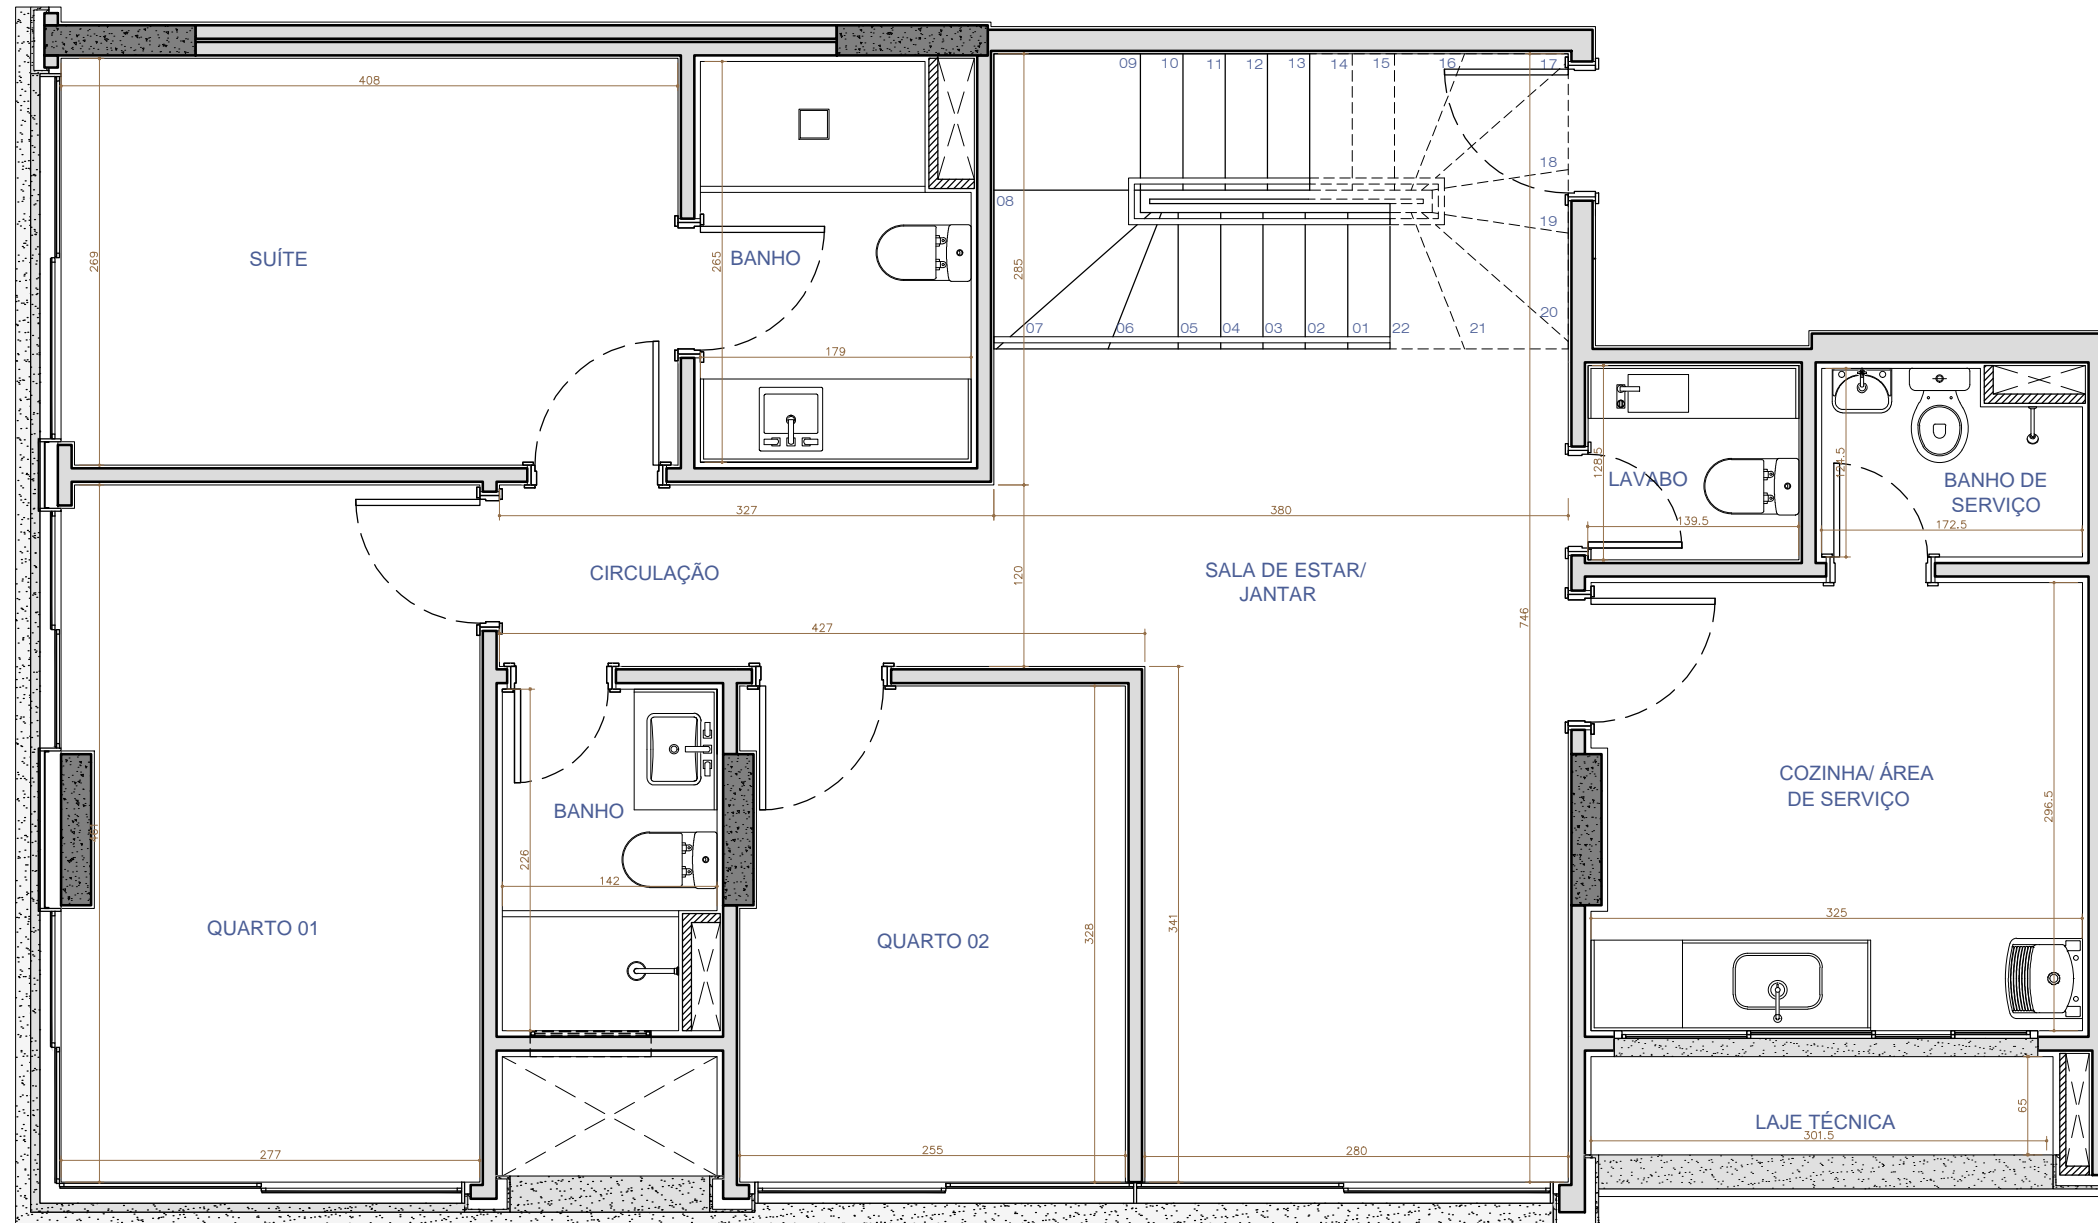 09 10 11 12 13 14 15 16 17
408
18
08
19
269
SUÍTE
265
BANHO
285
07 06 05 04 03 02 01 22 21 20
179
128.5
LAVABO
124.5
BANHO DE
SERVIÇO
327
380
139.5
172.5
CIRCULAÇÃO
120
SALA DE ESTAR/
JANTAR
746
427
COZINHA/ ÁREA
DE SERVIÇO
296.5
BANHO
226
142
325
QUARTO 01
QUARTO 02
328
341
LAJE TÉCNICA
65
301.5
277
255
280